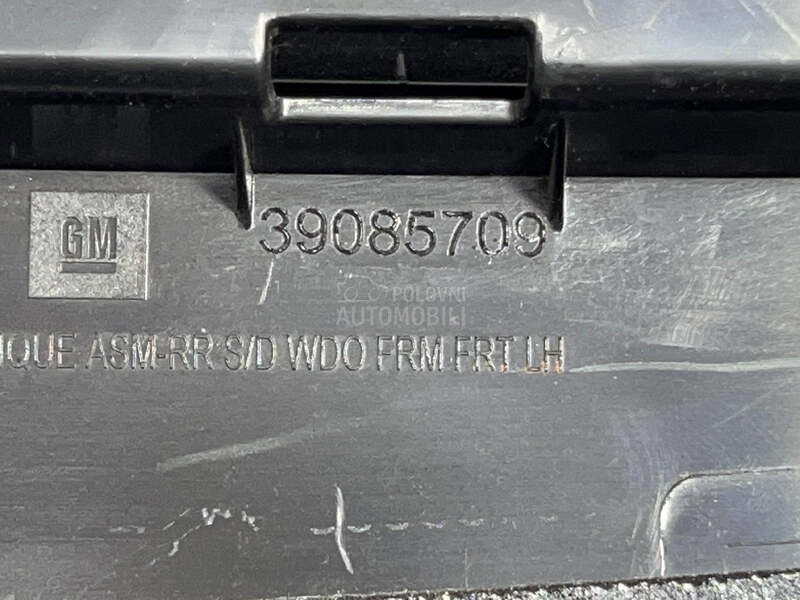 GM
39085709
POLOVNI
AUTOMOBILI
IQUE ASM-RR S/D WDO FRM FRT LH